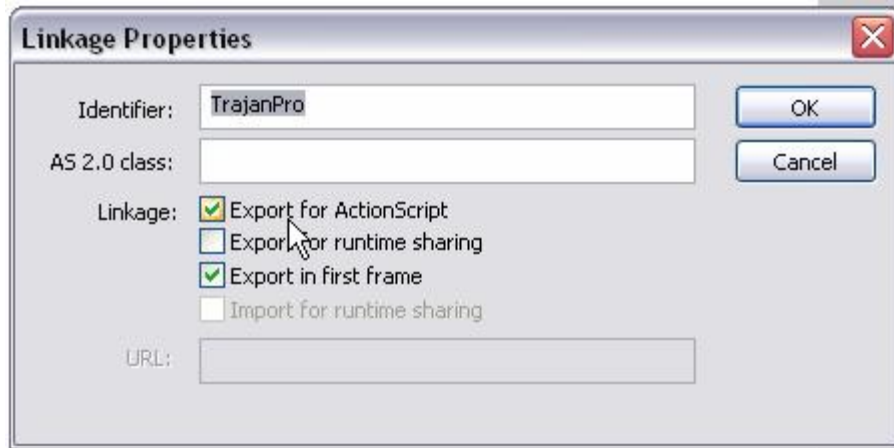 Linkage Properties
Identifier: TrajanPro OK
AS 2.0 class: Cancel
Linkage: Export for ActionScript
Export for runtime sharing
Export in first frame
Import for runtime sharing
URL: